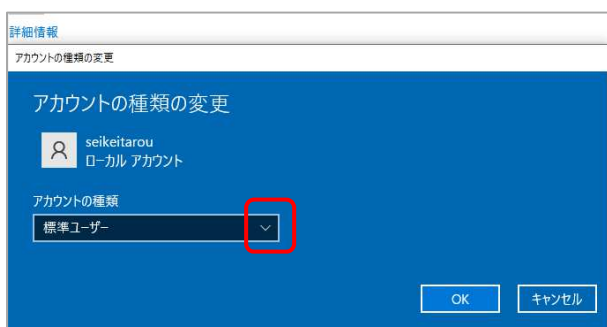 詳細情報
アカウントの種類の変更
アカウントの種類の変更
seikeitarou
ローカル アカウント
アカウントの種類
標準ユーザー
OK
キャンセル